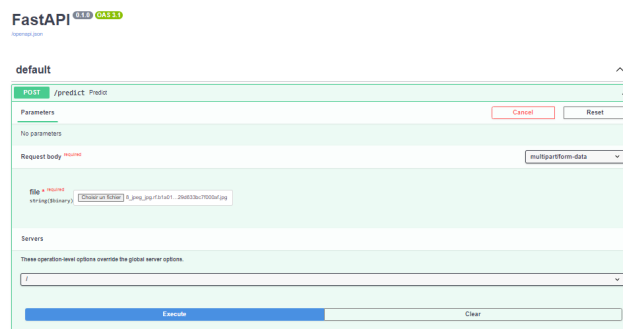 FastAPI 0.1.0 OAS 3.1
/openapi.json
default
POST /predict Predict
Parameters
Cancel
Reset
No parameters
Request body required
multipart/form-data
file * required
string($binary)
Choisir un fichier
Servers
These operation-level options override the global server options.
/
Execute
Clear